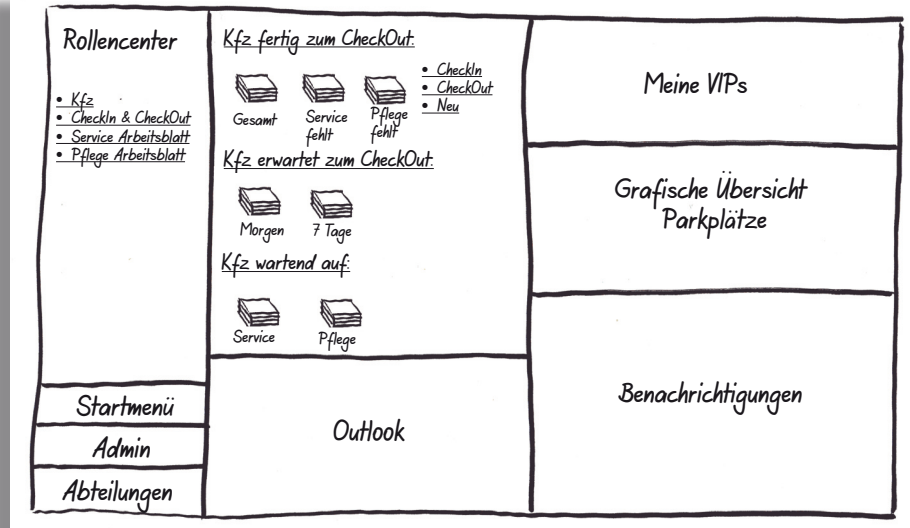 Rollencenter
• Kfz
• CheckIn & CheckOut
• Service Arbeitsblatt
• Pflege Arbeitsblatt
Startmenü
Admin
Abteilungen
Kfz fertig zum CheckOut:
Gesamt
Service
fehlt
Pflege
fehlt
• CheckIn
• CheckOut
• Neu
Kfz erwartet zum CheckOut:
Morgen
7 Tage
Kfz wartend auf:
Service
Pflege
Outlook
Meine VIPs
Grafische Übersicht
Parkplätze
Benachrichtigungen